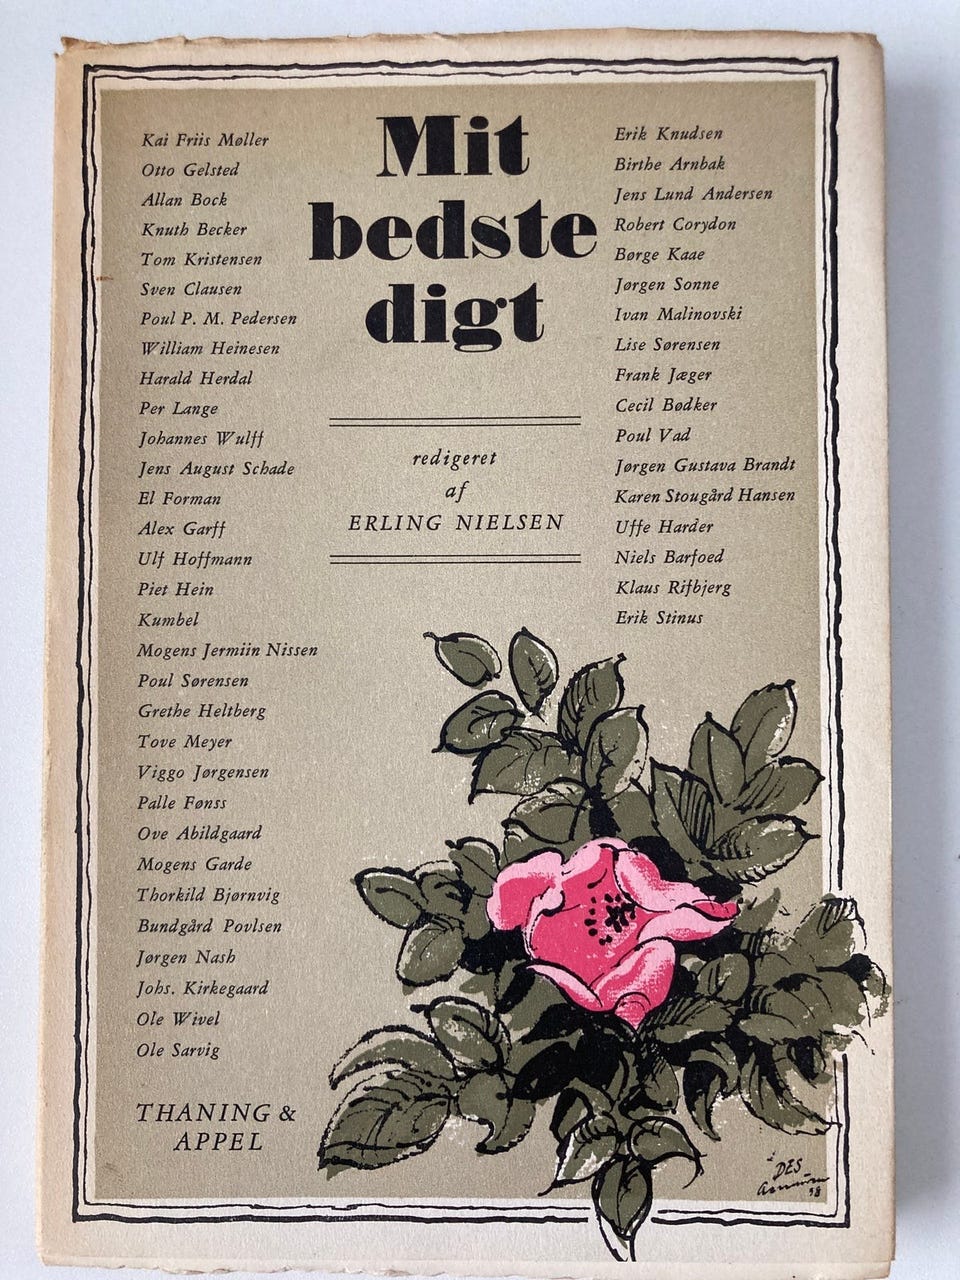 Mit
bedste
digt
redigeret
af
ERLING NIELSEN
Kai Friis Møller
Otto Gelsted
Allan Bock
Knuth Becker
Tom Kristensen
Sven Clausen
Poul P. M. Pedersen
William Heinesen
Harald Herdal
Per Lange
Johannes Wulff
Jens August Schade
El Forman
Alex Garff
Ulf Hoffmann
Piet Hein
Kumbel
Mogens Jermiin Nissen
Poul Sørensen
Grethe Heltberg
Tove Meyer
Viggo Jørgensen
Palle Fønss
Ove Abildgaard
Mogens Garde
Thorkild Bjørnvig
Bundgård Povlsen
Jørgen Nash
Johs. Kirkegaard
Ole Wivel
Ole Sarvig
Erik Knudsen
Birthe Arnbak
Jens Lund Andersen
Robert Corydon
Børge Kaae
Jørgen Sonne
Ivan Malinovski
Lise Sørensen
Frank Jæger
Cecil Bødker
Poul Vad
Jørgen Gustava Brandt
Karen Stougård Hansen
Uffe Harder
Niels Barfoed
Klaus Rifbjerg
Erik Stinus
THANING &
APPEL
DES